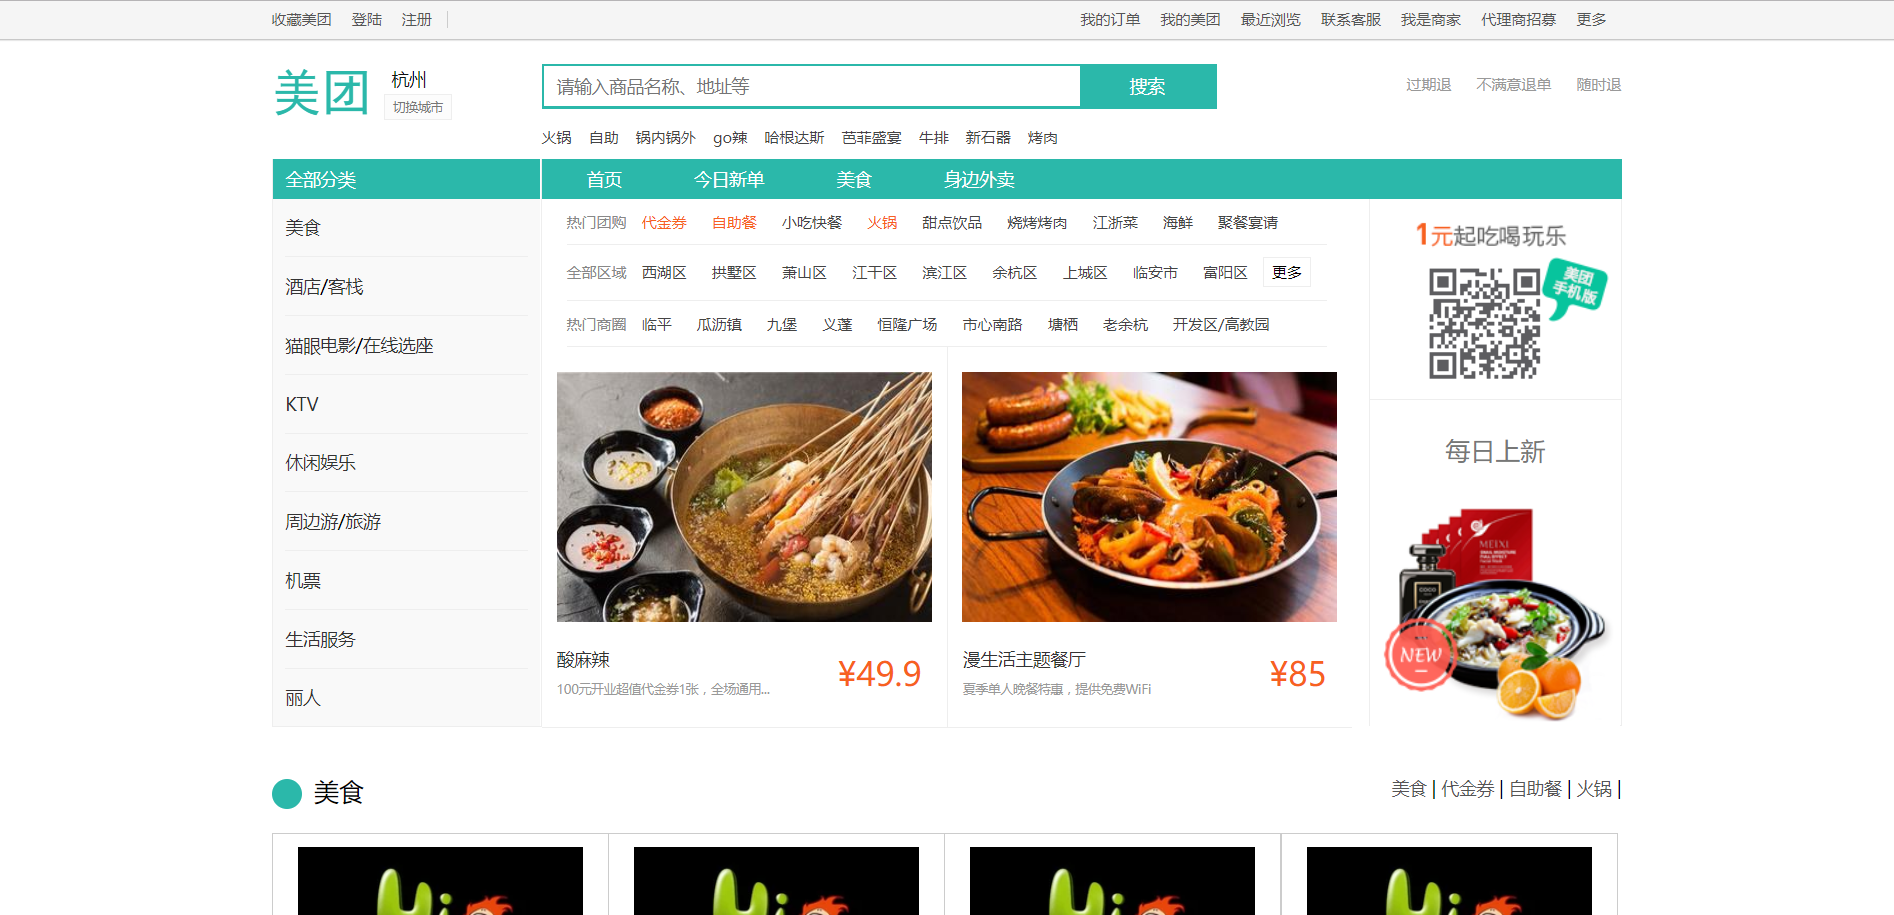 收藏美团 登陆 注册 我的订单 我的美团 最近浏览 联系客服 我是商家 代理商招募 更多
美团 杭州
切换城市
请输入商品名称、地址等 搜索
过期退 不满意退单 随时退
火锅 自助 锅内锅外 go辣 哈根达斯 芭菲盛宴 牛排 新石器 烤肉
全部分类 首页 今日新单 美食 身边外卖
美食
酒店/客栈
猫眼电影/在线选座
KTV
休闲娱乐
周边游/旅游
机票
生活服务
丽人
热门团购 代金券 自助餐 小吃快餐 火锅 甜点饮品 烧烤烤肉 江浙菜 海鲜 聚餐宴请
全部区域 西湖区 拱墅区 萧山区 江干区 滨江区 余杭区 上城区 临安市 富阳区 更多
热门商圈 临平 瓜沥镇 九堡 义蓬 恒隆广场 市心南路 塘栖 老余杭 开发区/高教园
酸麻辣
100元开业超值代金券1张，全场通用...
¥49.9
漫生活主题餐厅
夏季单人晚餐特惠，提供免费WiFi
¥85
1元起吃喝玩乐
美团
手机版
每日上新
MEIXI
COCO
NEW
美食
美食 | 代金券 | 自助餐 | 火锅 |